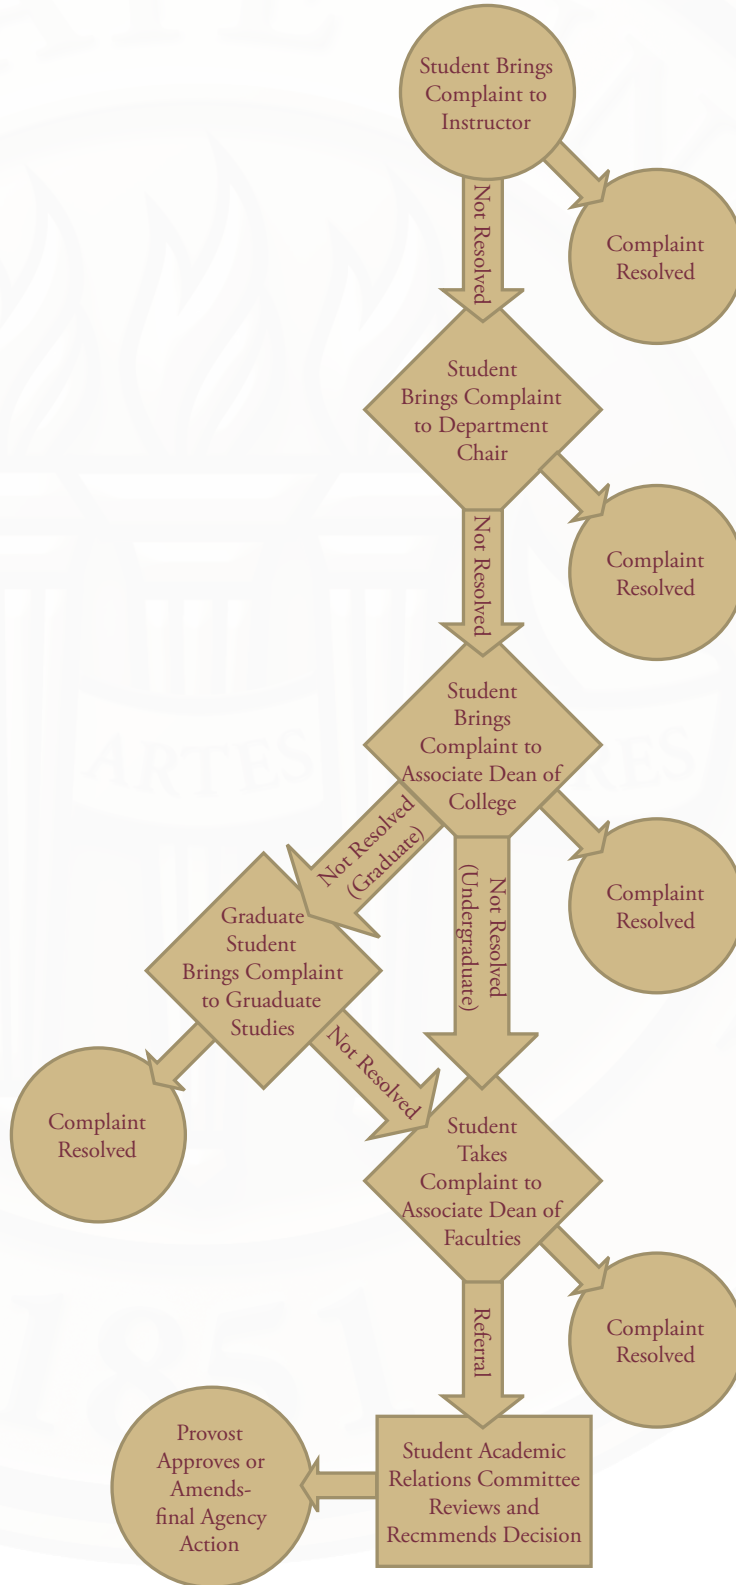 Student Brings
Complaint to
Instructor
Not Resolved
Complaint
Resolved
Student
Brings Complaint
to Department
Chair
Not Resolved
Complaint
Resolved
Student
Brings
Complaint to
Associate Dean of
College
Not Resolved
(Graduate)
Not Resolved
(Undergraduate)
Complaint
Resolved
Graduate
Student
Brings Complaint
to Gruaduate
Studies
Not Resolved
Complaint
Resolved
Student
Takes
Complaint to
Associate Dean of
Faculties
Complaint
Resolved
Referral
Student Academic
Relations Committee
Reviews and
Recmmends Decision
Provost
Approves or
Amends-
final Agency
Action
ARTES
1851